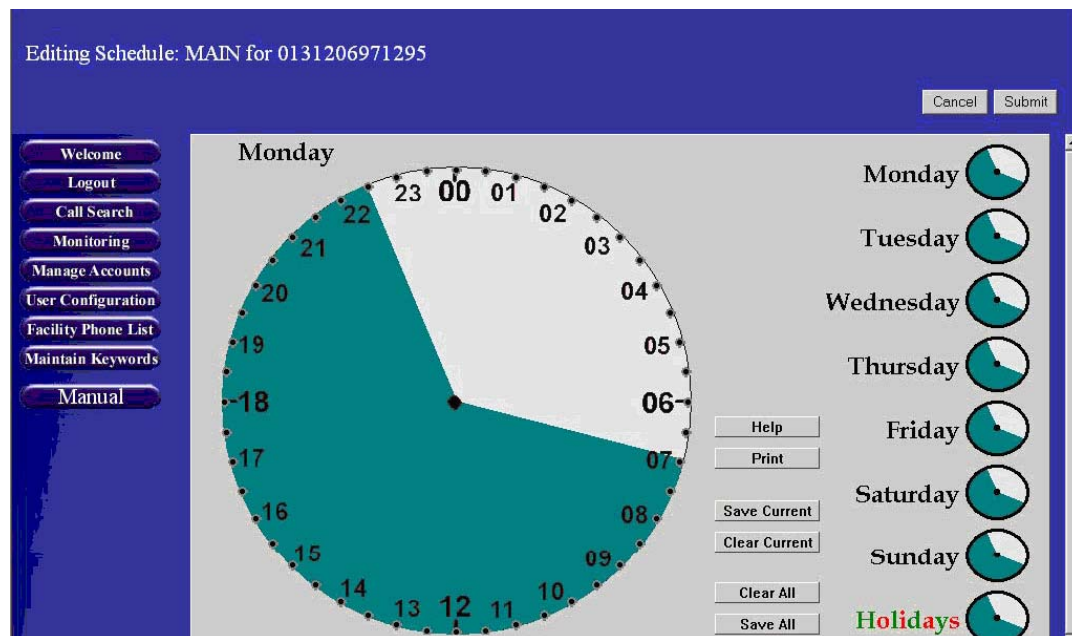 Editing Schedule: MAIN for 0131206971295
Cancel Submit
Welcome
Logout
Call Search
Monitoring
Manage Accounts
User Configuration
Facility Phone List
Maintain Keywords
Manual
Monday
00
01
02
03
04
05
06
07
08
09
10
11
12
13
14
15
16
17
18
19
20
21
22
23
Help
Print
Save Current
Clear Current
Clear All
Save All
Monday
Tuesday
Wednesday
Thursday
Friday
Saturday
Sunday
Holidays